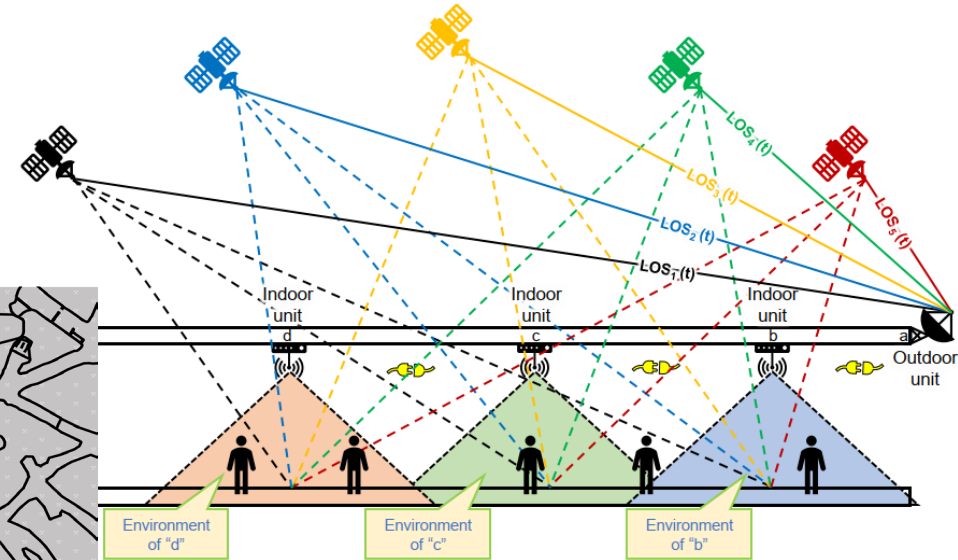 LOS4(t)
LOS3(t)
LOS5(t)
LOS2(t)
LOS1(t)
Indoor
unit
d
Indoor
unit
c
Indoor
unit
b
a
Outdoor
unit
Environment
of “d”
Environment
of “c”
Environment
of “b”